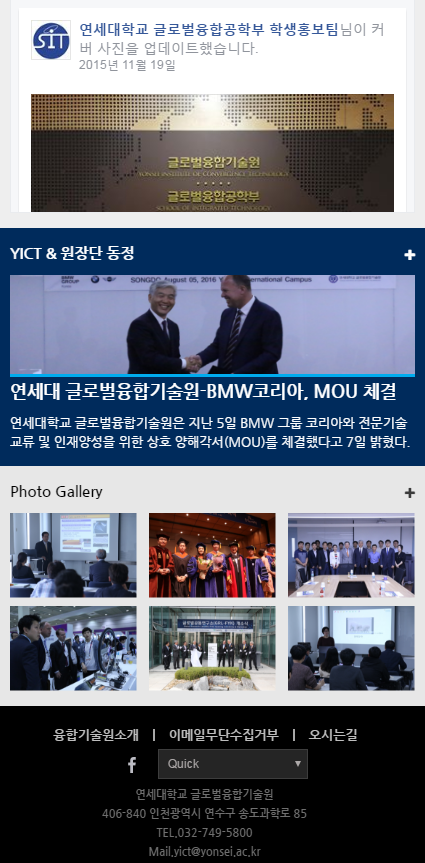 SIT
연세대학교 글로벌융합공학부 학생홍보팀님이 커
버 사진을 업데이트했습니다.
2015년 11월 19일
글로벌융합기술원
YONSEI INSTITUTE OF CONVERGENCE TECHNOLOGY
글로벌융합공학부
SCHOOL OF INTEGRATED TECHNOLOGY
YICT & 원장단 동정
BMW GROUP
SONGDO August 05, 2016 Y International Campus
연세대 글로벌융합기술원-BMW코리아, MOU 체결
연세대학교 글로벌융합기술원은 지난 5일 BMW 그룹 코리아와 전문기술
교류 및 인재양성을 위한 상호 양해각서(MOU)를 체결했다고 7일 밝혔다.
Photo Gallery
융합기술원소개 | 이메일무단수집거부 | 오시는길
Quick
연세대학교 글로벌융합기술원
406-840 인천광역시 연수구 송도과학로 85
TEL.032-749-5800
Mail.yict@yonsei.ac.kr